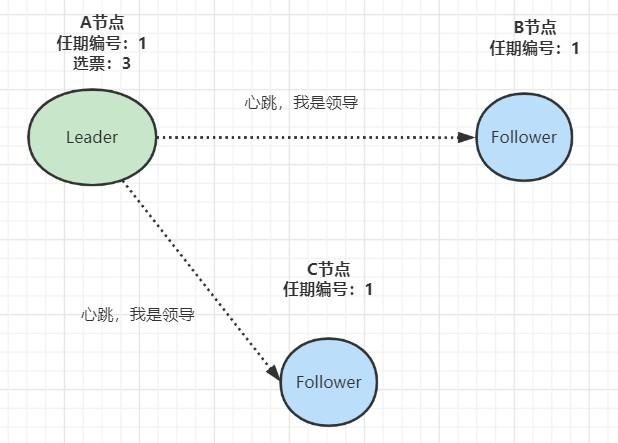 A节点
任期编号：1
选票：3
B节点
任期编号：1
心跳，我是领导
Leader
Follower
C节点
任期编号：1
心跳，我是领导
Follower